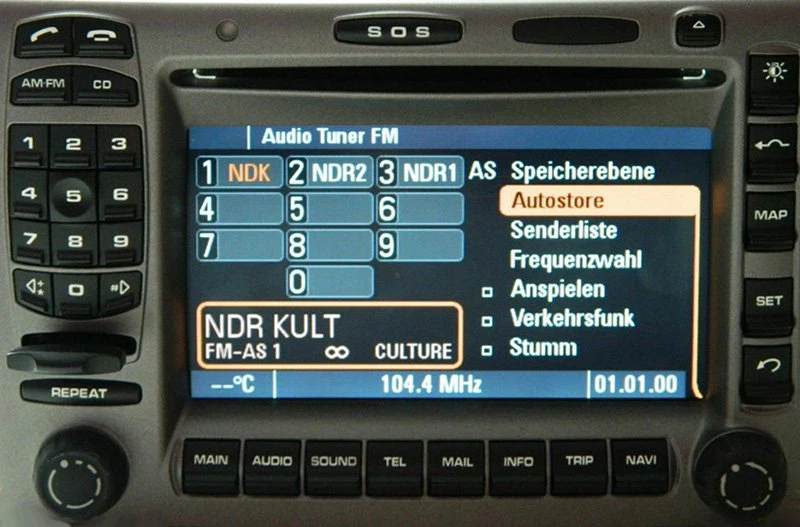 SOS
AM·FM CD
1 2 3
4 5 6
7 8 9
0
REPEAT
Audio Tuner FM
1 NDK 2 NDR2 3 NDR1 AS
4 5 6
7 8 9
0
Speicherebene
Autostore
Senderliste
Frequenzwahl
Anspielen
Verkehrsfunk
Stumm
NDR KULT
FM-AS 1 ∞ CULTURE
--°C 104.4 MHz 01.01.00
MAP
SET
MAIN AUDIO SOUND TEL MAIL INFO TRIP NAVI